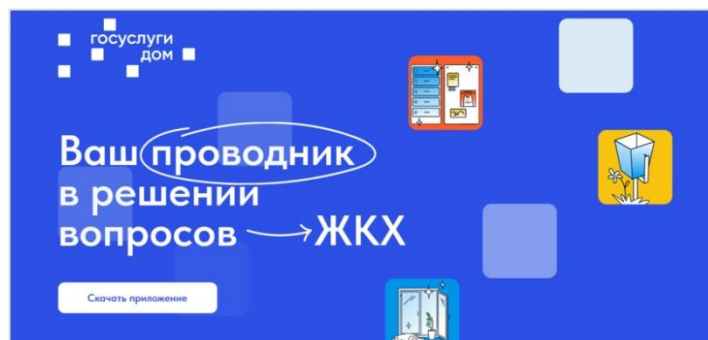 госуслуги
дом
Ваш проводник
в решении
вопросов → ЖКХ
Скачать приложение